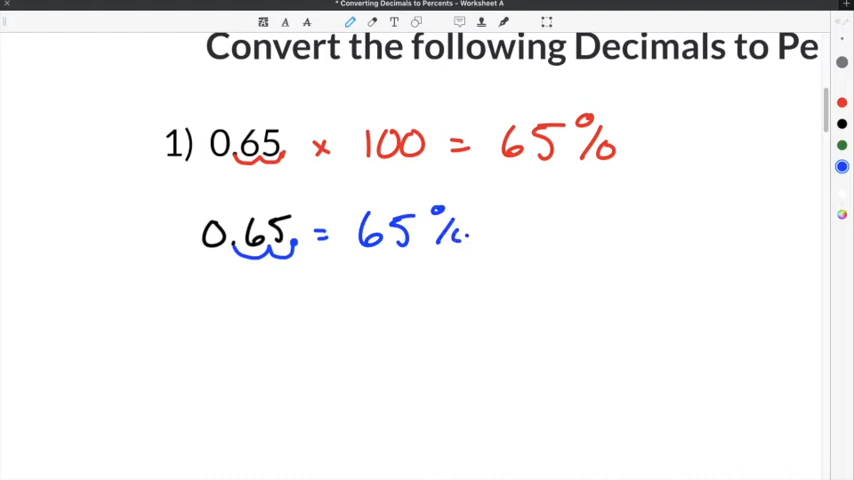 * Converting Decimals to Percents - Worksheet A
Convert the following Decimals to Pe
1) 0.65 x 100 = 65%
0.65. = 65%